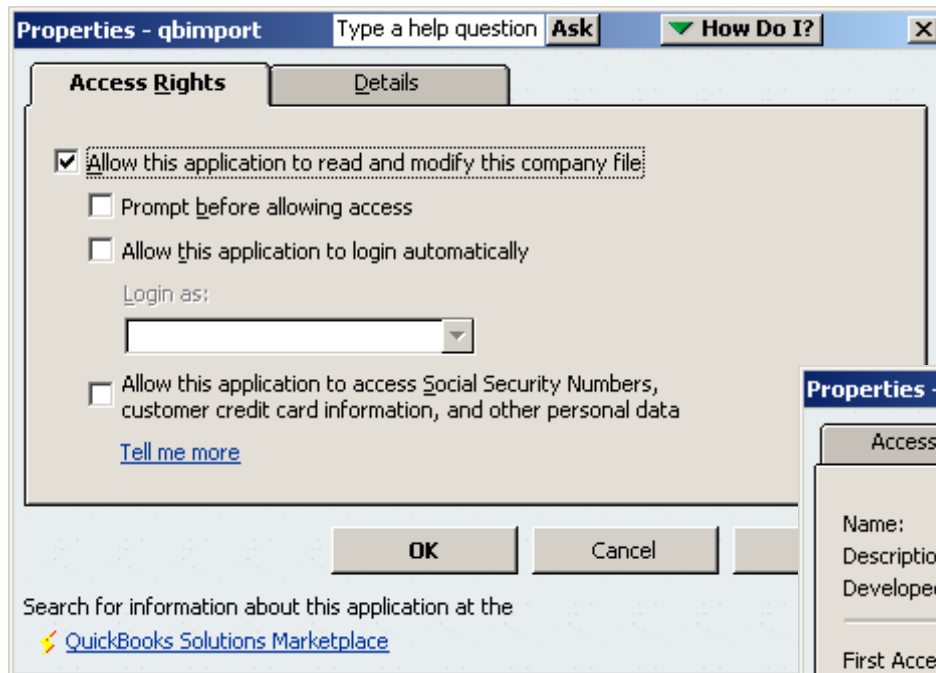 Properties - qbimport Type a help question Ask How Do I?
Access Rights Details
Allow this application to read and modify this company file
Prompt before allowing access
Allow this application to login automatically
Login as:
Allow this application to access Social Security Numbers,
customer credit card information, and other personal data
Tell me more
OK Cancel
Search for information about this application at the
QuickBooks Solutions Marketplace
Properties -
Access
Name:
Descriptio
Develope
First Acce